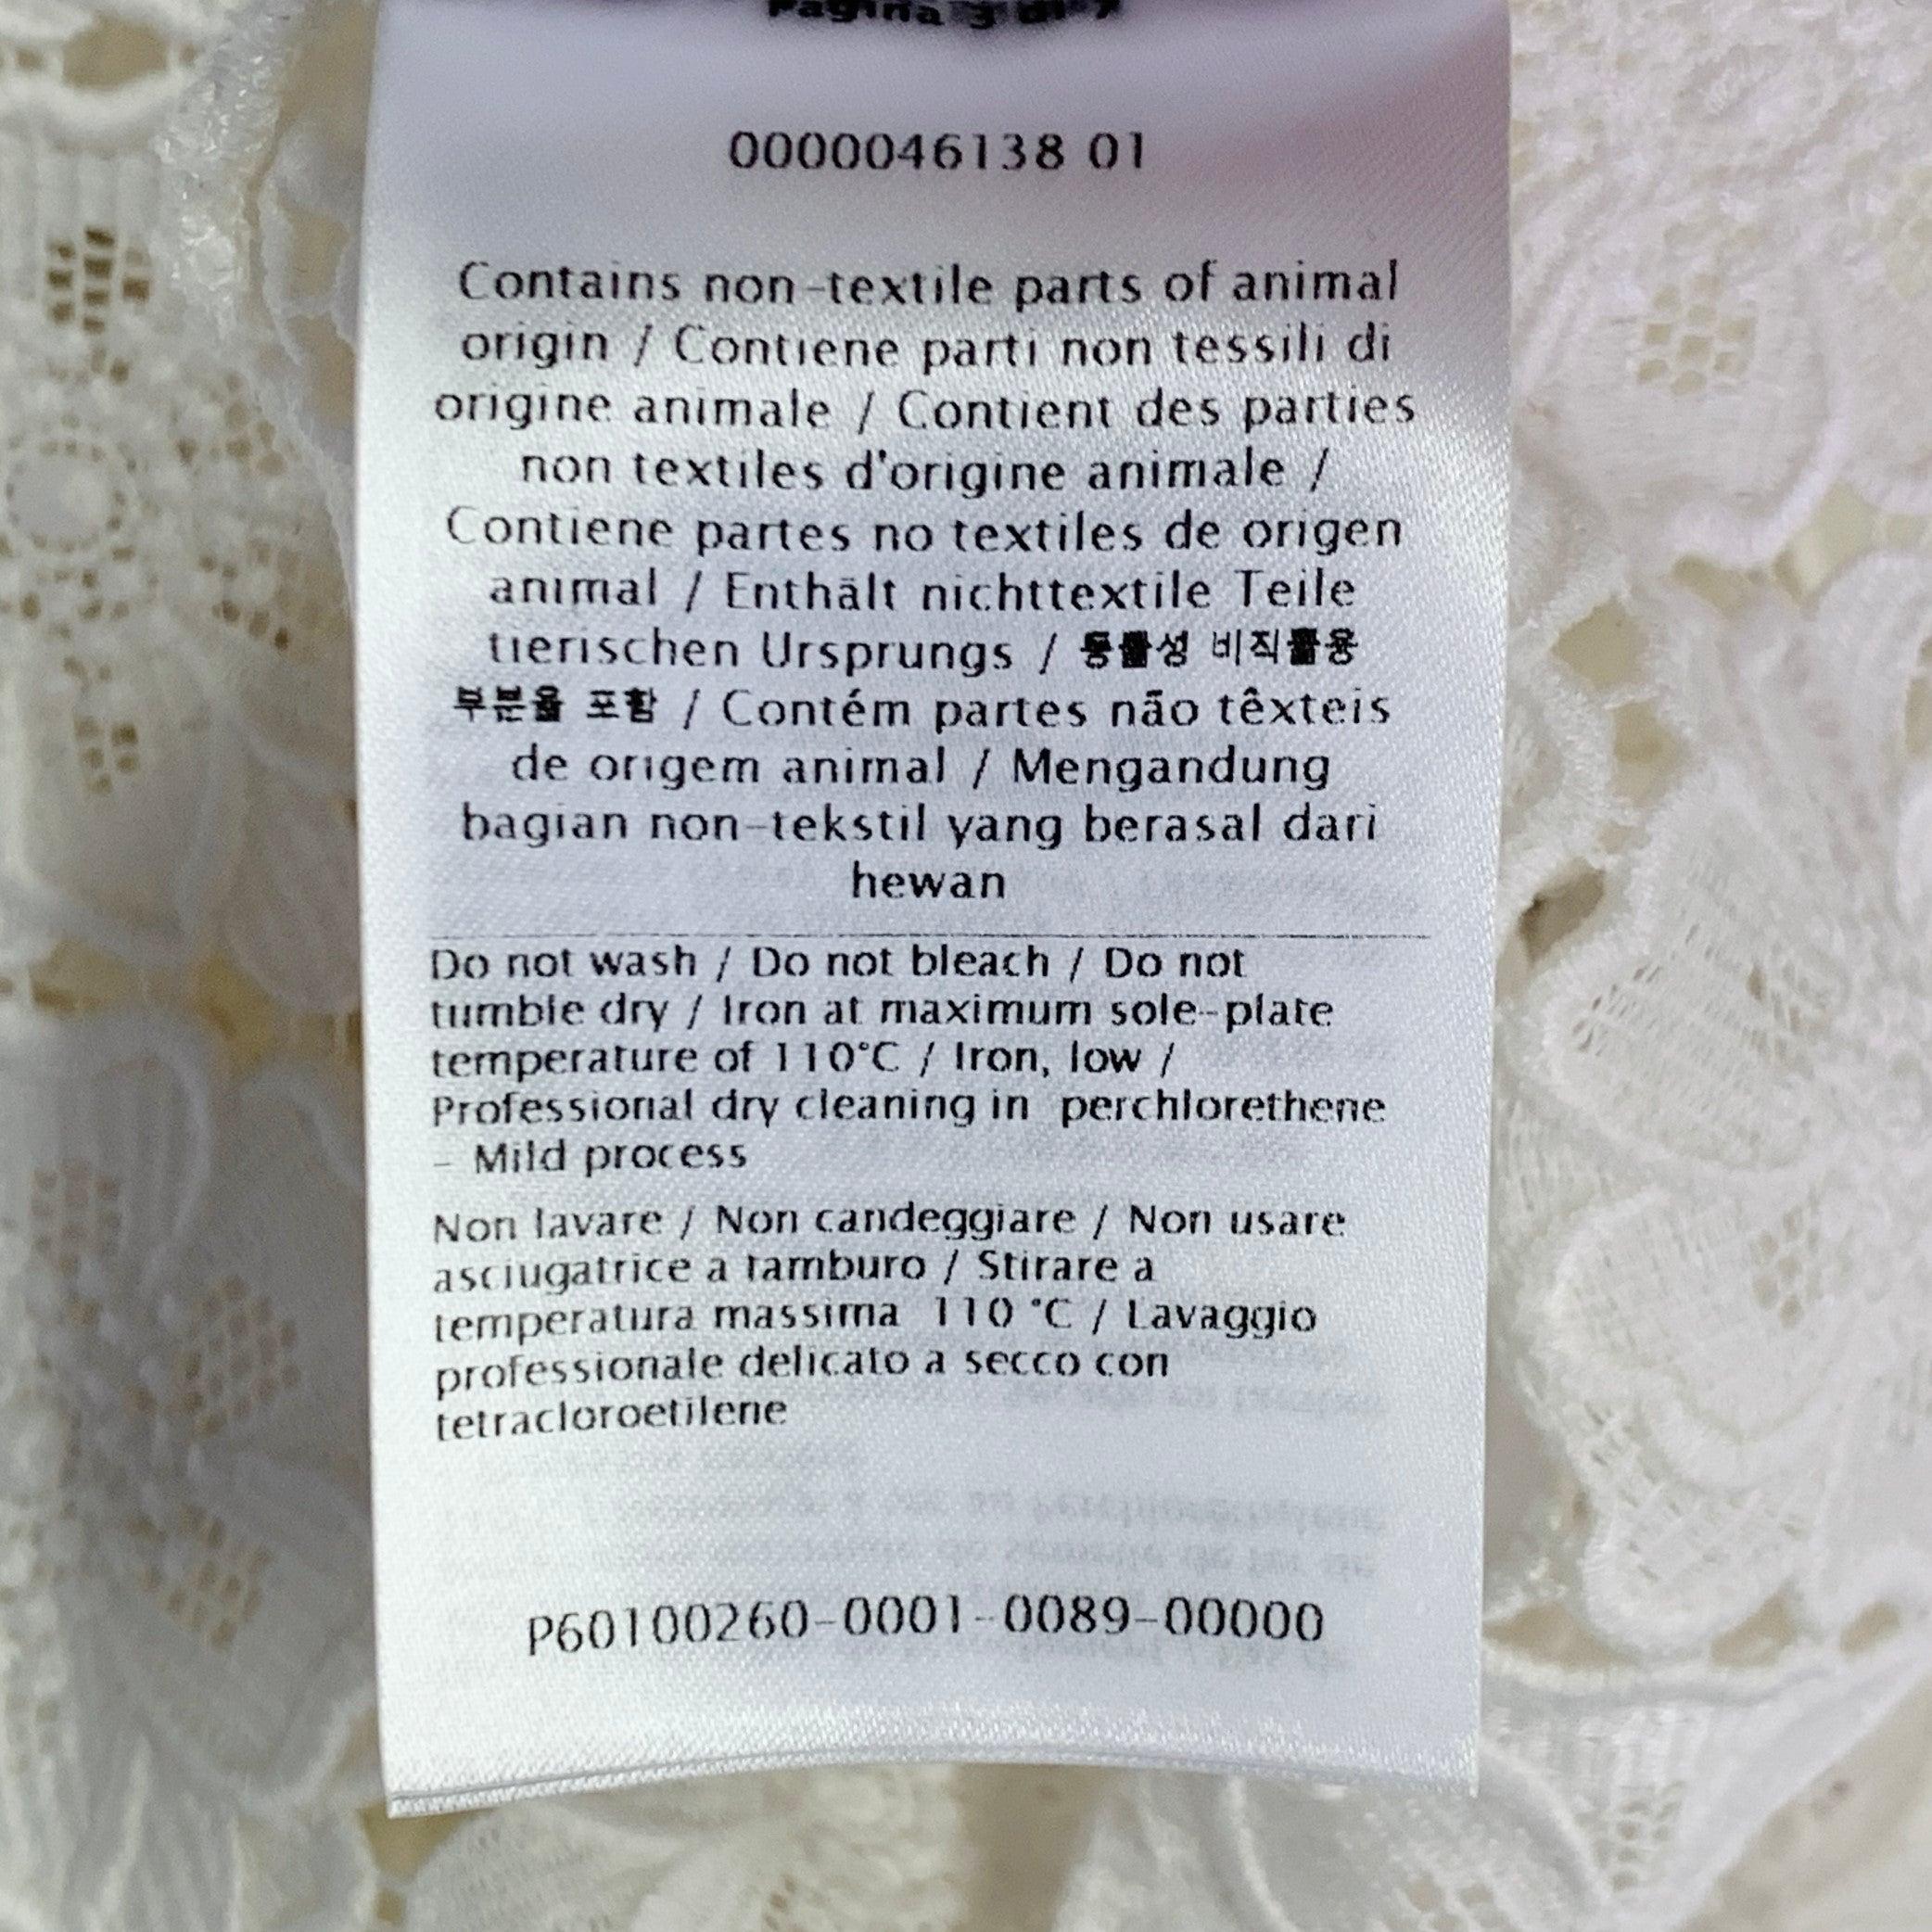 Pagina 3 di 7
0000046138 01
Contains non-textile parts of animal
origin / Contiene parti non tessili di
origine animale / Contient des parties
non textiles d'origine animale /
Contiene partes no textiles de origen
animal / Enthält nichttextile Teile
tierischen Ursprungs / 동물성 비직물용
부분을 포함 / Contém partes não têxteis
de origem animal / Mengandung
bagian non-tekstil yang berasal dari
hewan
Do not wash / Do not bleach / Do not
tumble dry / Iron at maximum sole-plate
temperature of 110°C / Iron, low /
Professional dry cleaning in perchlorethene
- Mild process
Non lavare / Non candeggiare / Non usare
asciugatrice a tamburo / Stirare a
temperatura massima 110 °C / Lavaggio
professionale delicato a secco con
tetracloroetilene
P60100260-0001-0089-00000